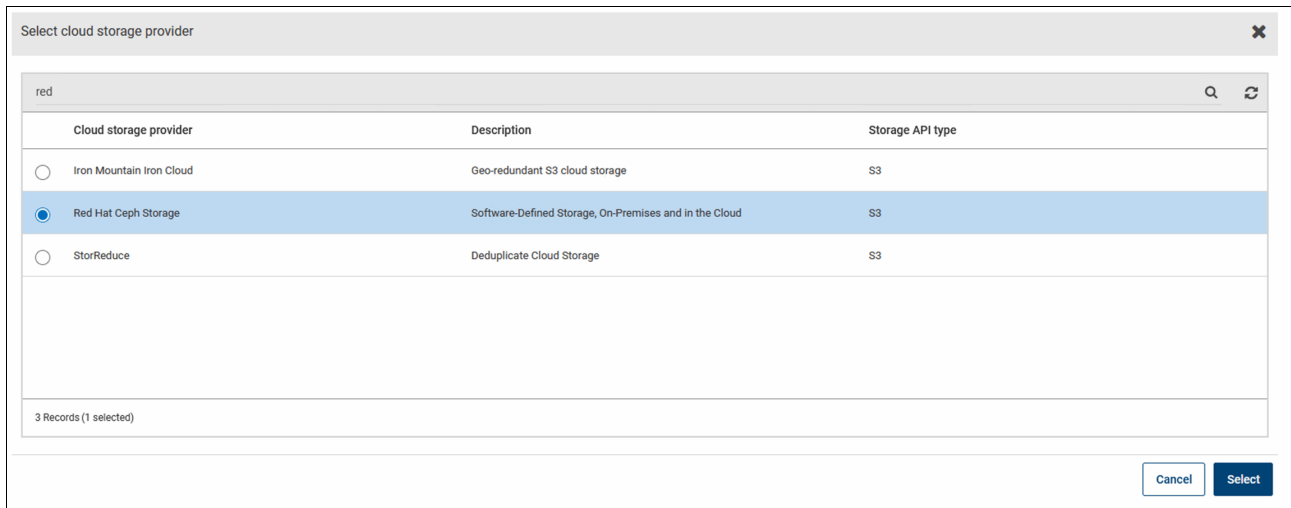 Select cloud storage provider
red
Cloud storage provider Description Storage API type
Iron Mountain Iron Cloud Geo-redundant S3 cloud storage S3
Red Hat Ceph Storage Software-Defined Storage, On-Premises and in the Cloud S3
StorReduce Deduplicate Cloud Storage S3
3 Records (1 selected)
Cancel Select